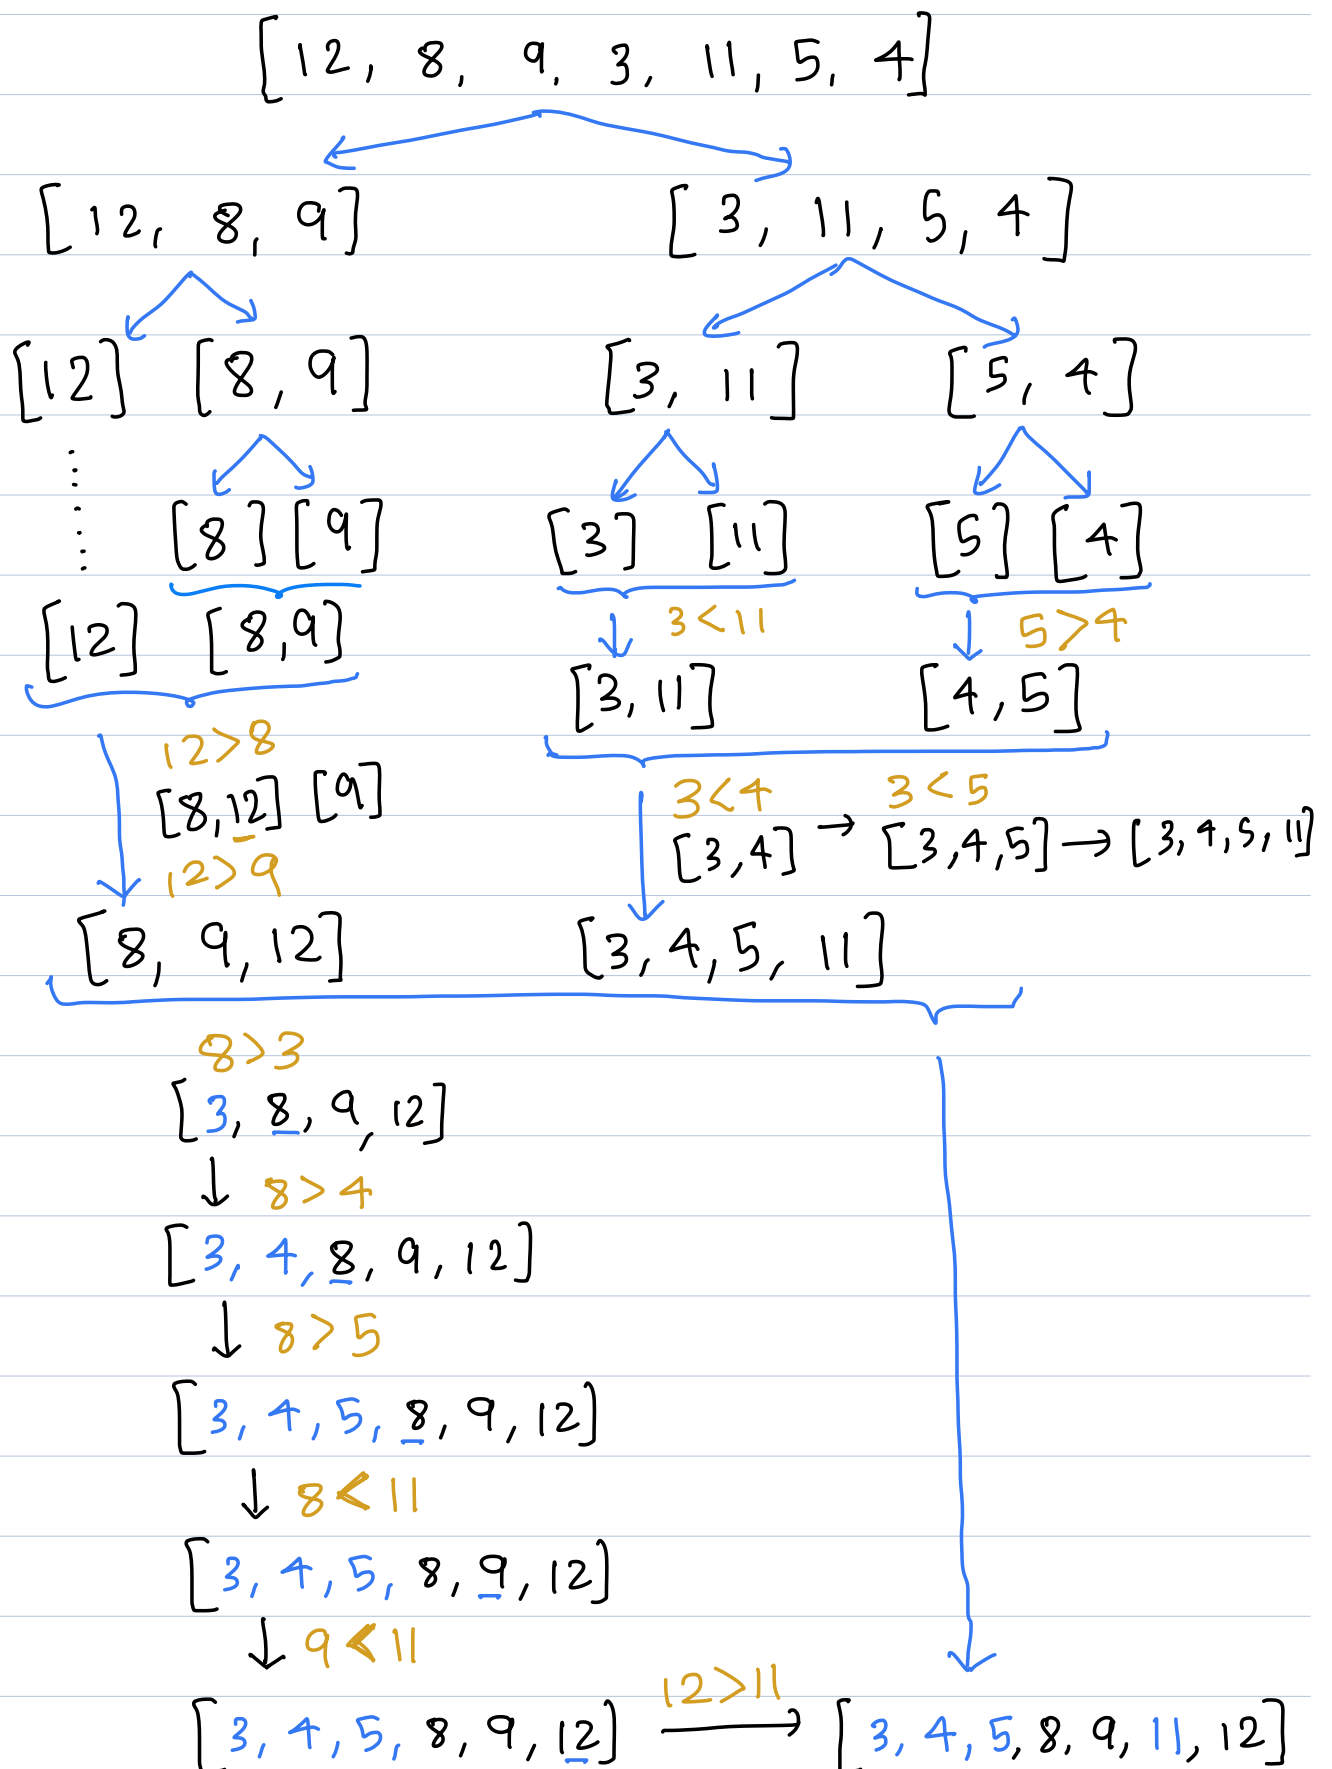 [12, 8, 9, 3, 11, 5, 4]
[12, 8, 9] [3, 11, 5, 4]
[12] [8, 9] [3, 11] [5, 4]
[8] [9] [3] [11] [5] [4]
[12] [8,9] 3<11 5>4
[3, 11] [4, 5]
12>8
[8,12] [9] 3<4 3<5
[3,4] → [3,4,5] → [3,4,5,11]
12>9
[8, 9, 12] [3, 4, 5, 11]
8>3
[3, 8, 9, 12]
↓ 8>4
[3, 4, 8, 9, 12]
↓ 8>5
[3, 4, 5, 8, 9, 12]
↓ 8<11
[3, 4, 5, 8, 9, 12]
↓ 9<11
12>11
[3, 4, 5, 8, 9, 12] → [3, 4, 5, 8, 9, 11, 12]